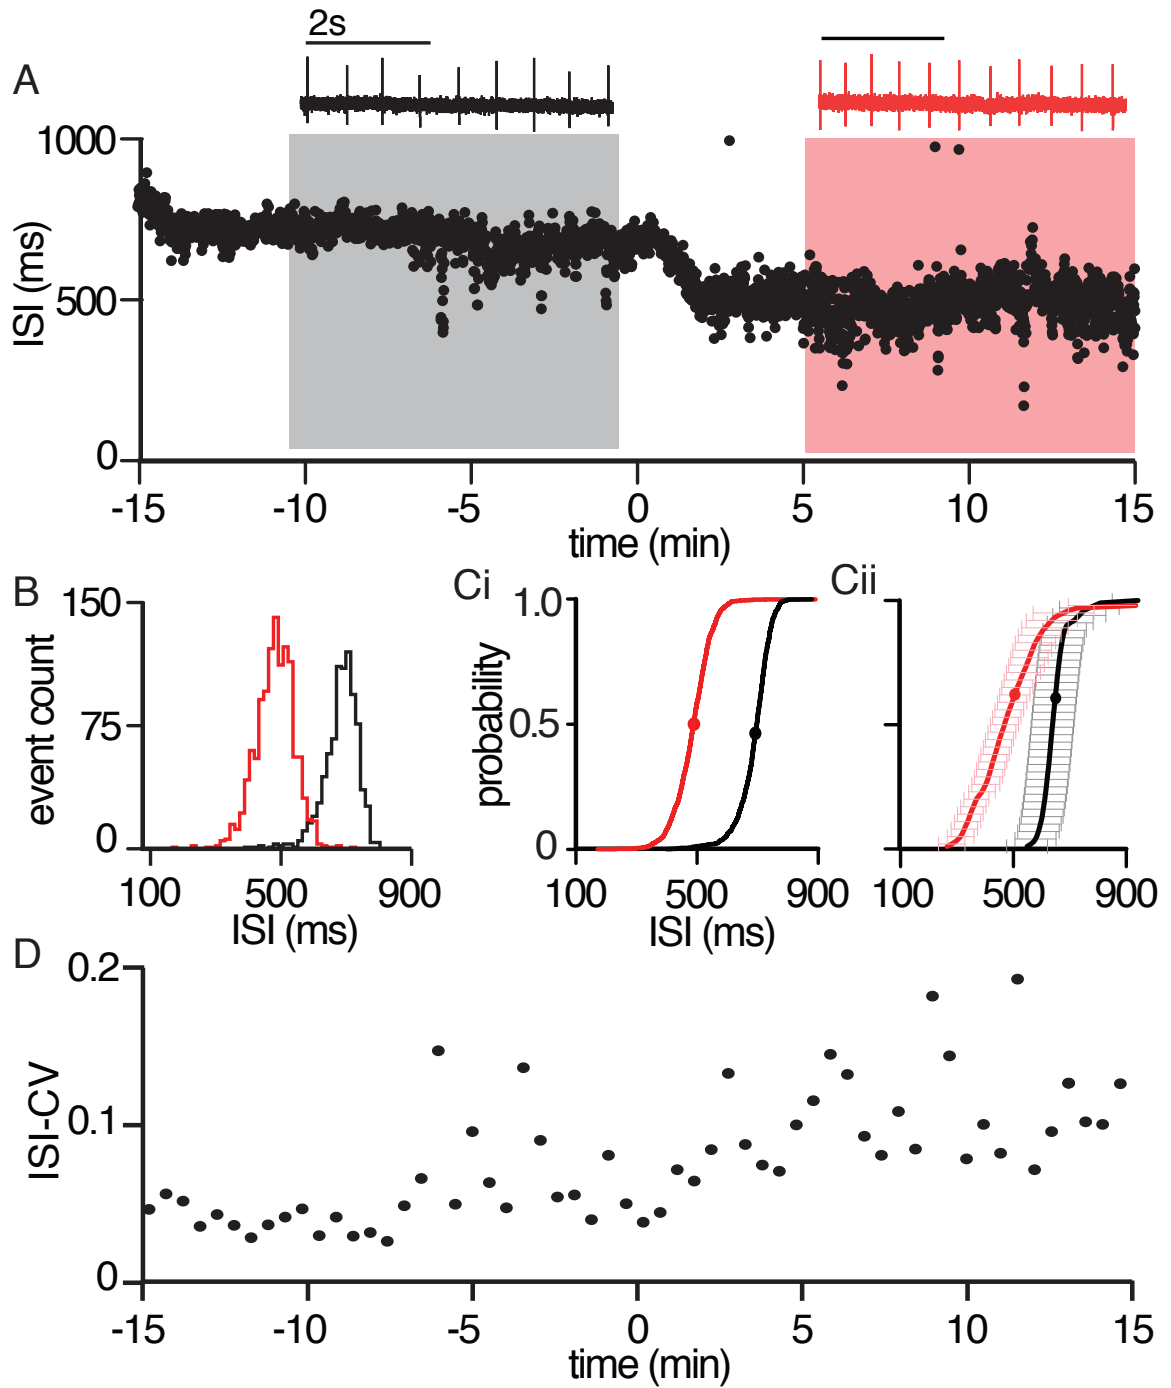 2s
A
1000
500
0
ISI (ms)
-15 -10 -5 0 5 10 15
time (min)
B
150
75
0
event count
100 500 900
ISI (ms)
Ci
1.0
0.5
0
probability
100 500 900
ISI (ms)
Cii
100 500 900
D
0.2
0.1
0
ISI-CV
-15 -10 -5 0 5 10 15
time (min)